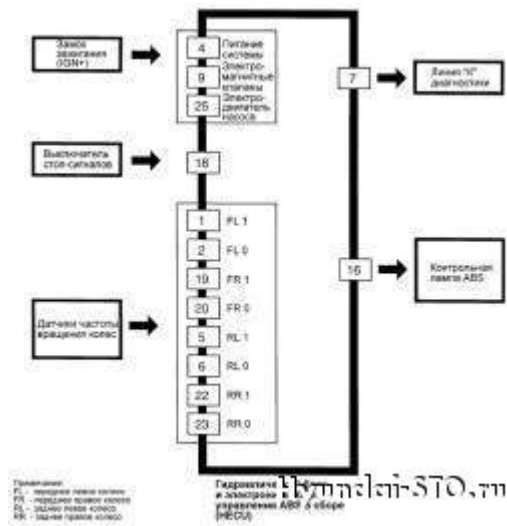 Замок
зажигания
(IGN+)
4
Питание
системы
9
Электро-
магнитные
клапаны
25
Электро-
двигатель
насоса
7
Линия "К"
диагностики
Выключатель
стоп-сигналов
18
1 FL 1
2 FL 0
19 FR 1
20 FR 0
5 RL 1
6 RL 0
22 RR 1
23 RR 0
16
Контрольная
лампа ABS
Датчики частоты
вращения колес
Примечание:
FL - переднее левое колесо
FR - переднее правое колесо
RL - заднее левое колесо
RR - заднее правое колесо
и
управления ABS в сборе
(HECU)
Hyundai-STO.ru